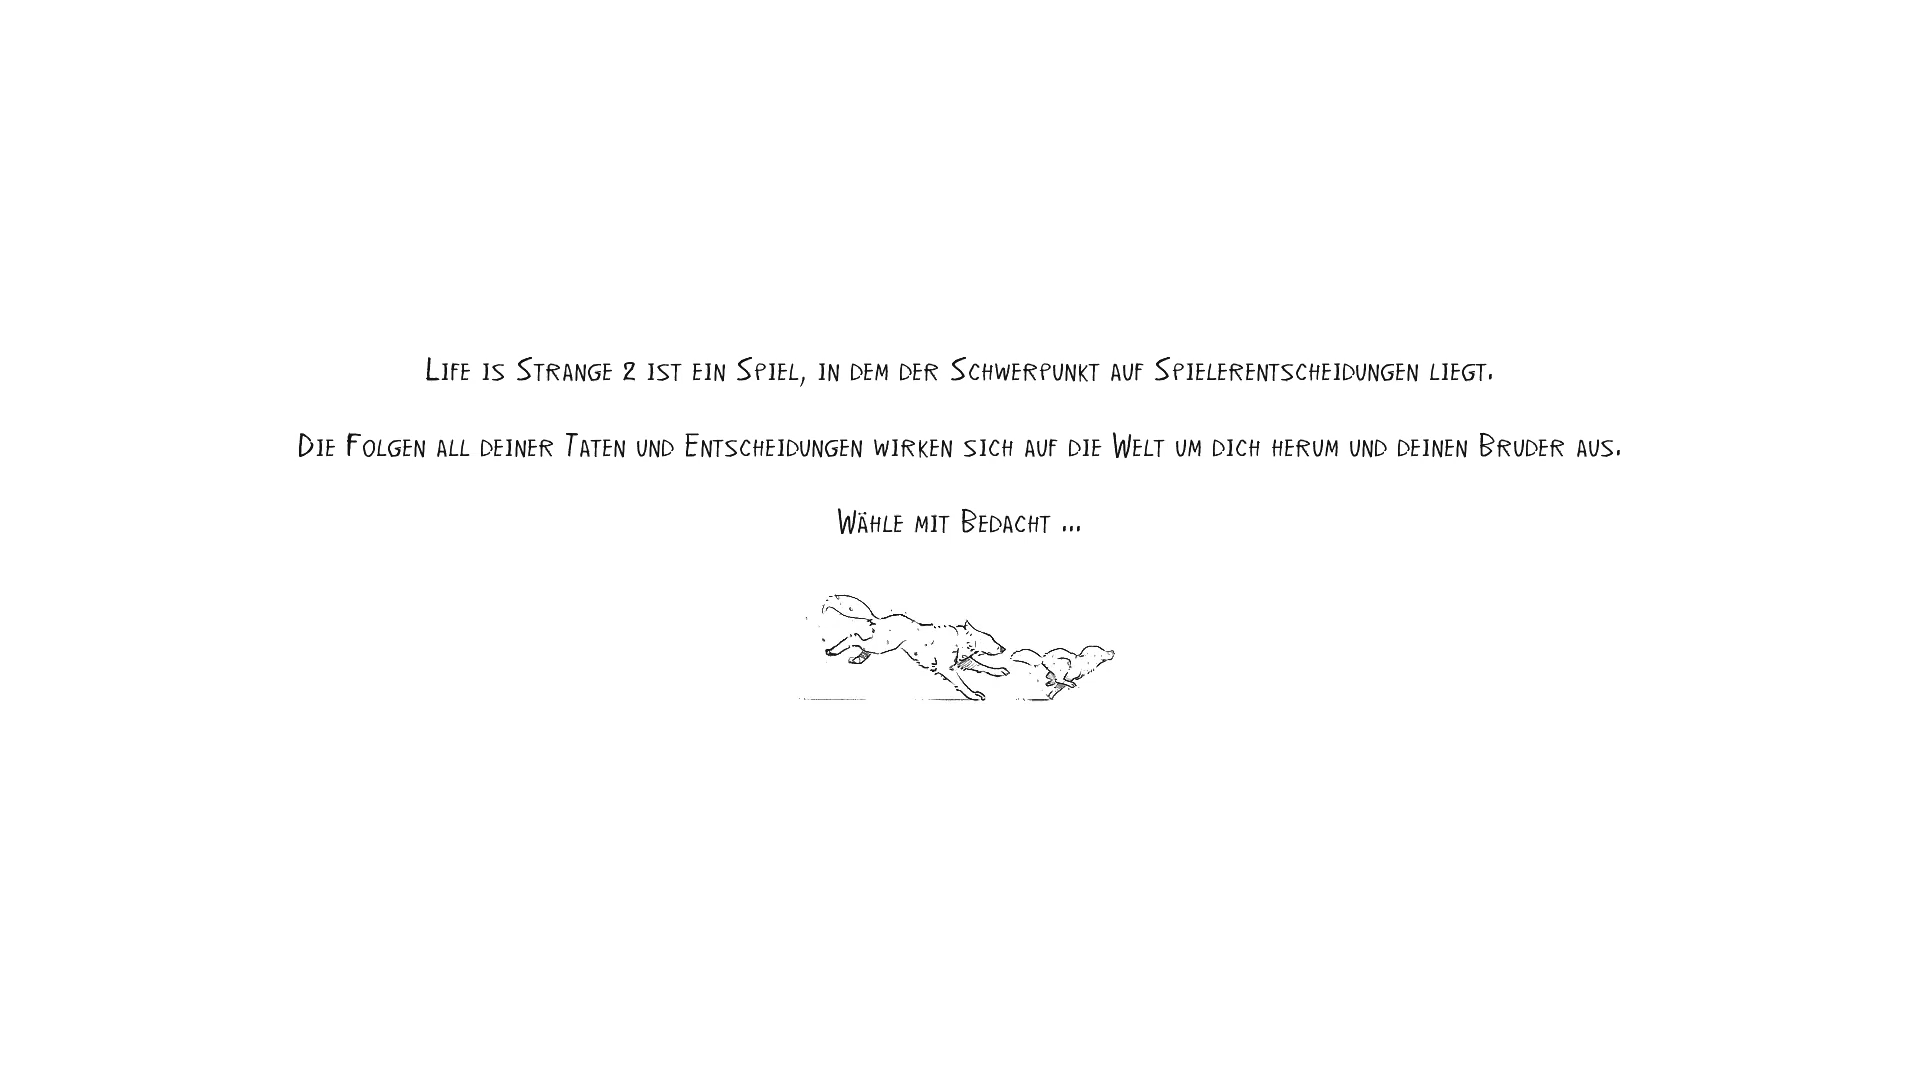 Life is Strange 2 ist ein Spiel, in dem der Schwerpunkt auf Spielerentscheidungen liegt.
Die Folgen all deiner Taten und Entscheidungen wirken sich auf die Welt um dich herum und deinen Bruder aus.
Wähle mit Bedacht ...